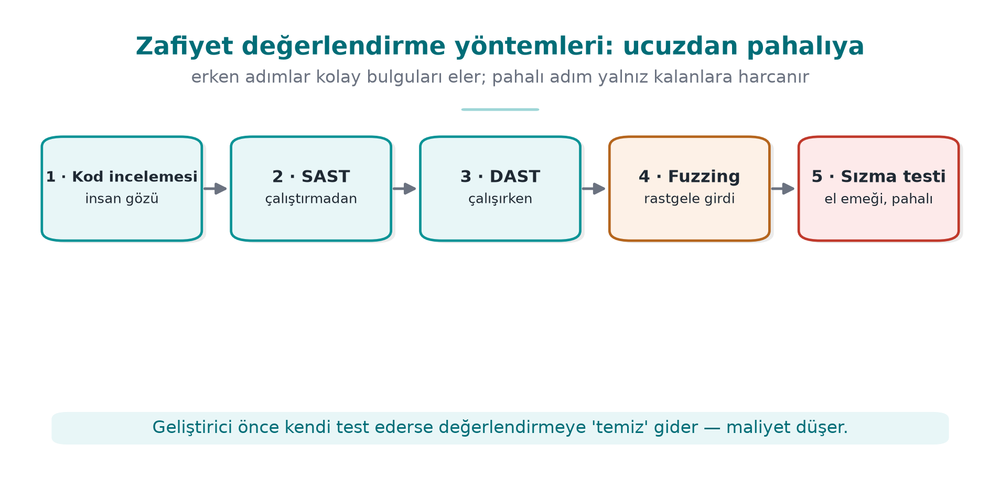 Zafiyet değerlendirme yöntemleri: ucuzdan pahalıya
erken adımlar kolay bulguları eler; pahalı adım yalnız kalanlara harcanır
1 · Kod incelemesi
insan gözü
2 · SAST
çalıştırmadan
3 · DAST
çalışırken
4 · Fuzzing
rastgele girdi
5 · Sızma testi
el emeği, pahalı
Geliştirici önce kendi test ederse değerlendirmeye 'temiz' gider — maliyet düşer.